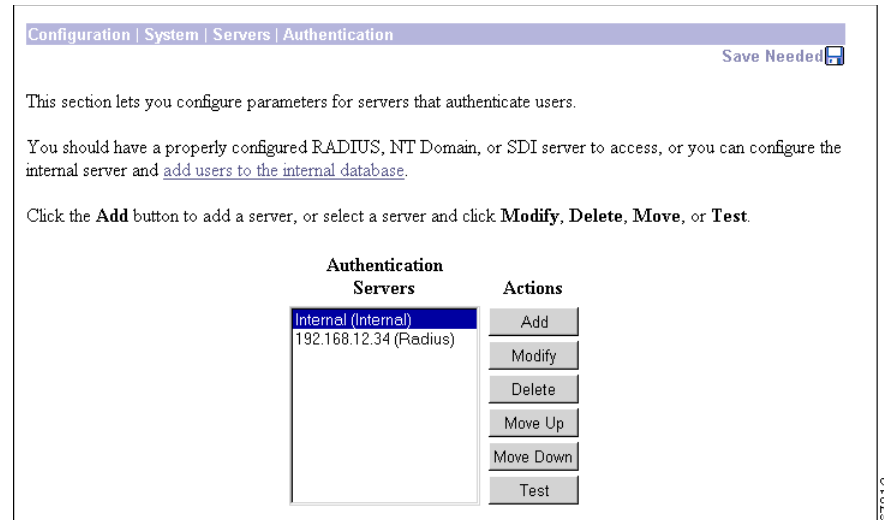 Configuration | System | Servers | Authentication
Save Needed
This section lets you configure parameters for servers that authenticate users.
You should have a properly configured RADIUS, NT Domain, or SDI server to access, or you can configure the
internal server and add users to the internal database.
Click the Add button to add a server, or select a server and click Modify, Delete, Move, or Test.
Authentication
Servers
Actions
Internal (Internal)
192.168.12.34 (Radius)
Add
Modify
Delete
Move Up
Move Down
Test